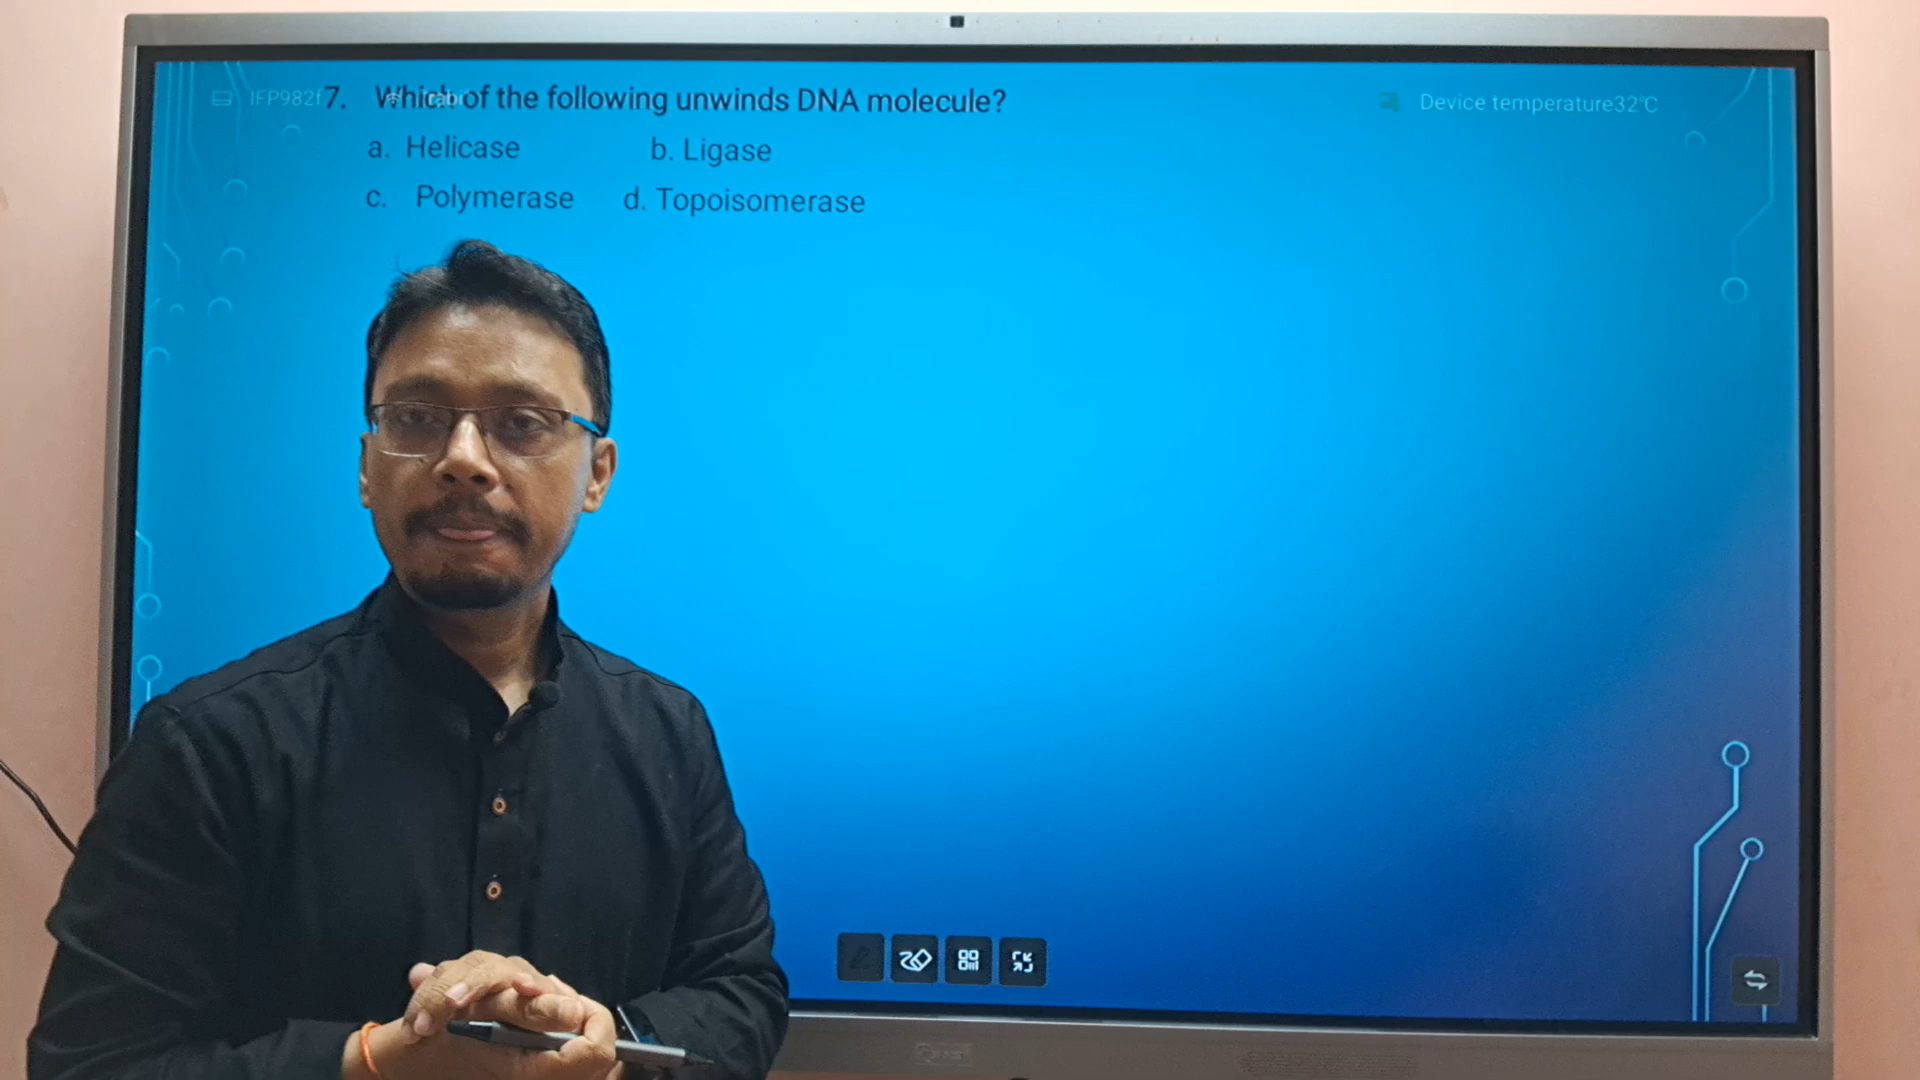 7. Which of the following unwinds DNA molecule?
Device temperature32℃
a. Helicase b. Ligase
c. Polymerase d. Topoisomerase